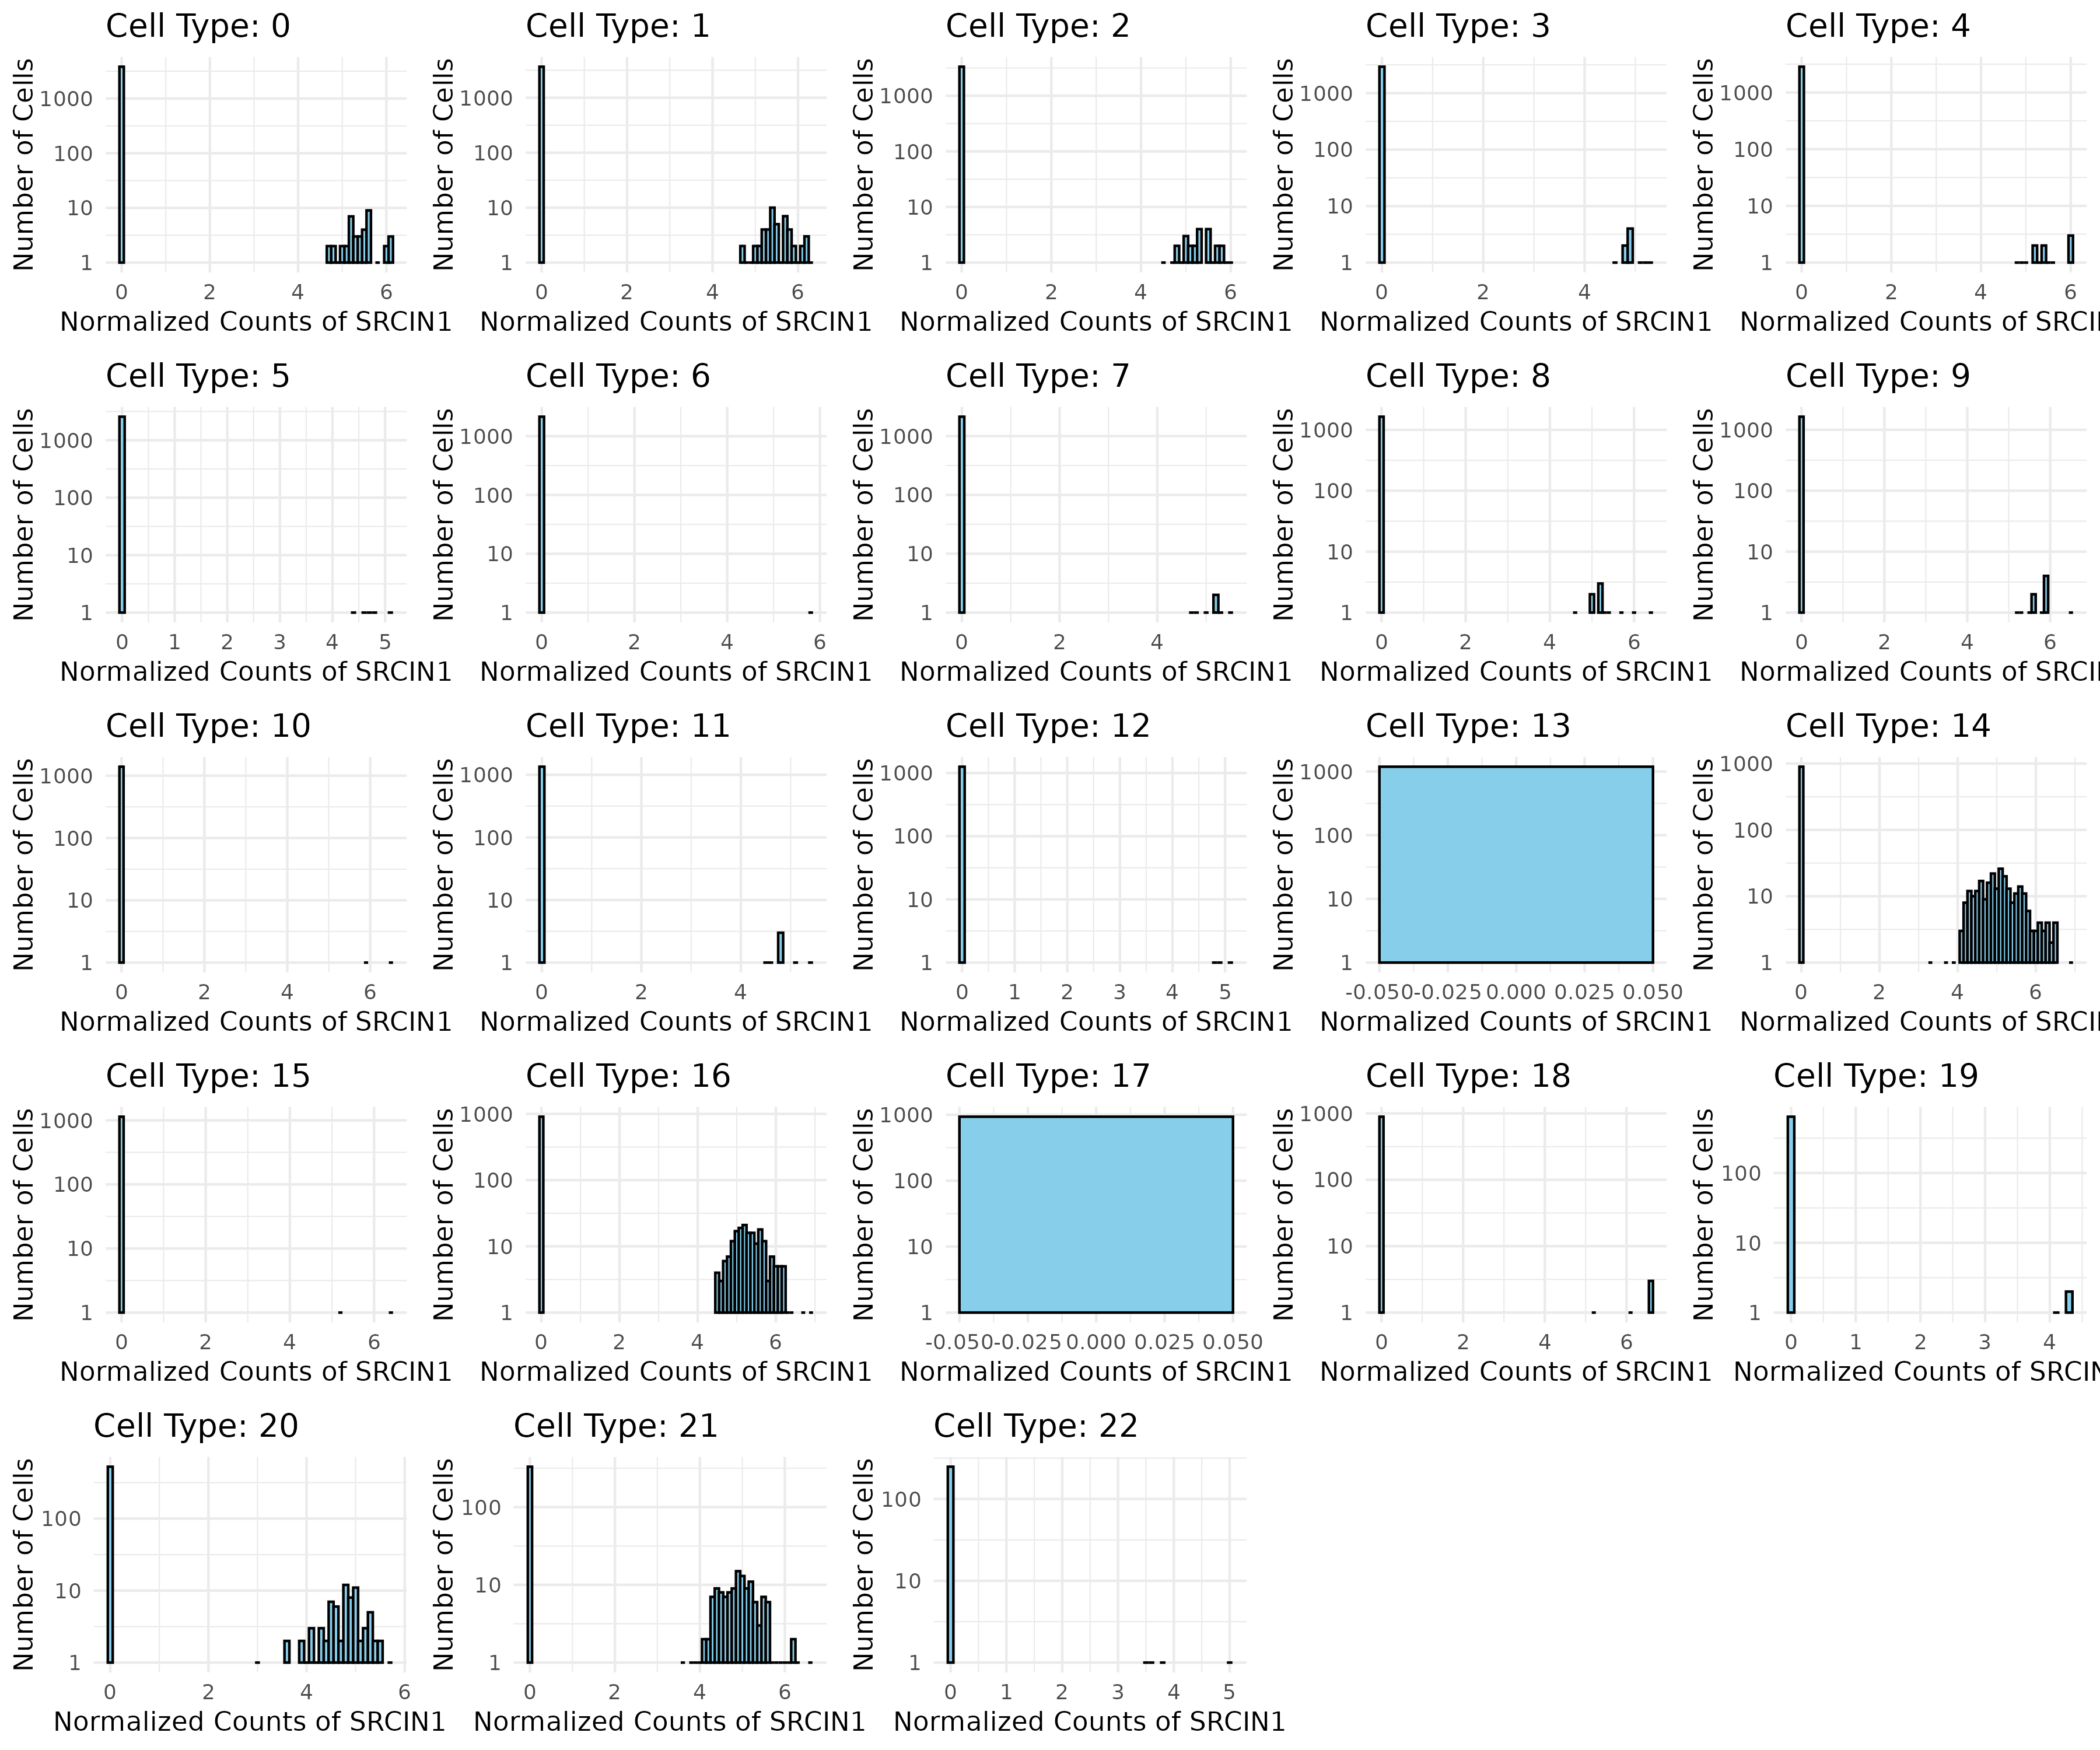 Cell Type: 0
Number of Cells
1000
100
10
1
0 2 4 6
Normalized Counts of SRCIN1
Cell Type: 1
Number of Cells
1000
100
10
1
0 2 4 6
Normalized Counts of SRCIN1
Cell Type: 2
Number of Cells
1000
100
10
1
0 2 4 6
Normalized Counts of SRCIN1
Cell Type: 3
Number of Cells
1000
100
10
1
0 2 4
Normalized Counts of SRCIN1
Cell Type: 4
Number of Cells
1000
100
10
1
0 2 4 6
Normalized Counts of SRCI
Cell Type: 5
Number of Cells
1000
100
10
1
0 1 2 3 4 5
Normalized Counts of SRCIN1
Cell Type: 6
Number of Cells
1000
100
10
1
0 2 4 6
Normalized Counts of SRCIN1
Cell Type: 7
Number of Cells
1000
100
10
1
0 2 4
Normalized Counts of SRCIN1
Cell Type: 8
Number of Cells
1000
100
10
1
0 2 4 6
Normalized Counts of SRCIN1
Cell Type: 9
Number of Cells
1000
100
10
1
0 2 4 6
Normalized Counts of SRCI
Cell Type: 10
Number of Cells
1000
100
10
1
0 2 4 6
Normalized Counts of SRCIN1
Cell Type: 11
Number of Cells
1000
100
10
1
0 2 4
Normalized Counts of SRCIN1
Cell Type: 12
Number of Cells
1000
100
10
1
0 1 2 3 4 5
Normalized Counts of SRCIN1
Cell Type: 13
Number of Cells
1000
100
10
1
-0.050 -0.025 0.000 0.025 0.050
Normalized Counts of SRCIN1
Cell Type: 14
Number of Cells
1000
100
10
1
0 2 4 6
Normalized Counts of SRCI
Cell Type: 15
Number of Cells
1000
100
10
1
0 2 4 6
Normalized Counts of SRCIN1
Cell Type: 16
Number of Cells
1000
100
10
1
0 2 4 6
Normalized Counts of SRCIN1
Cell Type: 17
Number of Cells
1000
100
10
1
-0.050 -0.025 0.000 0.025 0.050
Normalized Counts of SRCIN1
Cell Type: 18
Number of Cells
1000
100
10
1
0 2 4 6
Normalized Counts of SRCIN1
Cell Type: 19
Number of Cells
100
10
1
0 1 2 3 4
Normalized Counts of SRCIN
Cell Type: 20
Number of Cells
100
10
1
0 2 4 6
Normalized Counts of SRCIN1
Cell Type: 21
Number of Cells
100
10
1
0 2 4 6
Normalized Counts of SRCIN1
Cell Type: 22
Number of Cells
100
10
1
0 1 2 3 4 5
Normalized Counts of SRCIN1